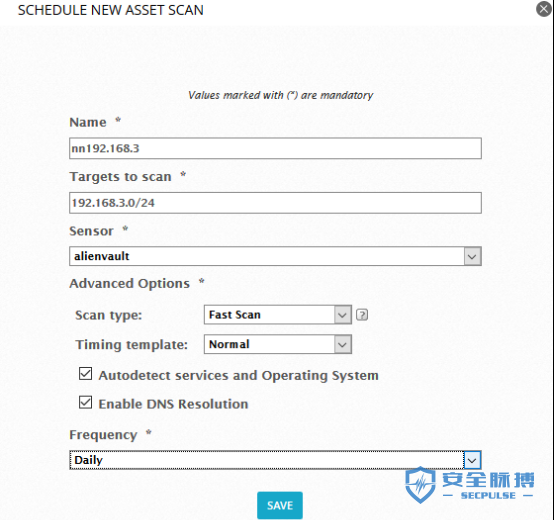 SCHEDULE NEW ASSET SCAN
Values marked with (*) are mandatory
Name *
nn192.168.3
Targets to scan *
192.168.3.0/24
Sensor *
alienvault
Advanced Options *
Scan type: Fast Scan ?
Timing template: Normal
Autodetect services and Operating System
Enable DNS Resolution
Frequency *
Daily
SAVE
安全脉搏
SECPULSE